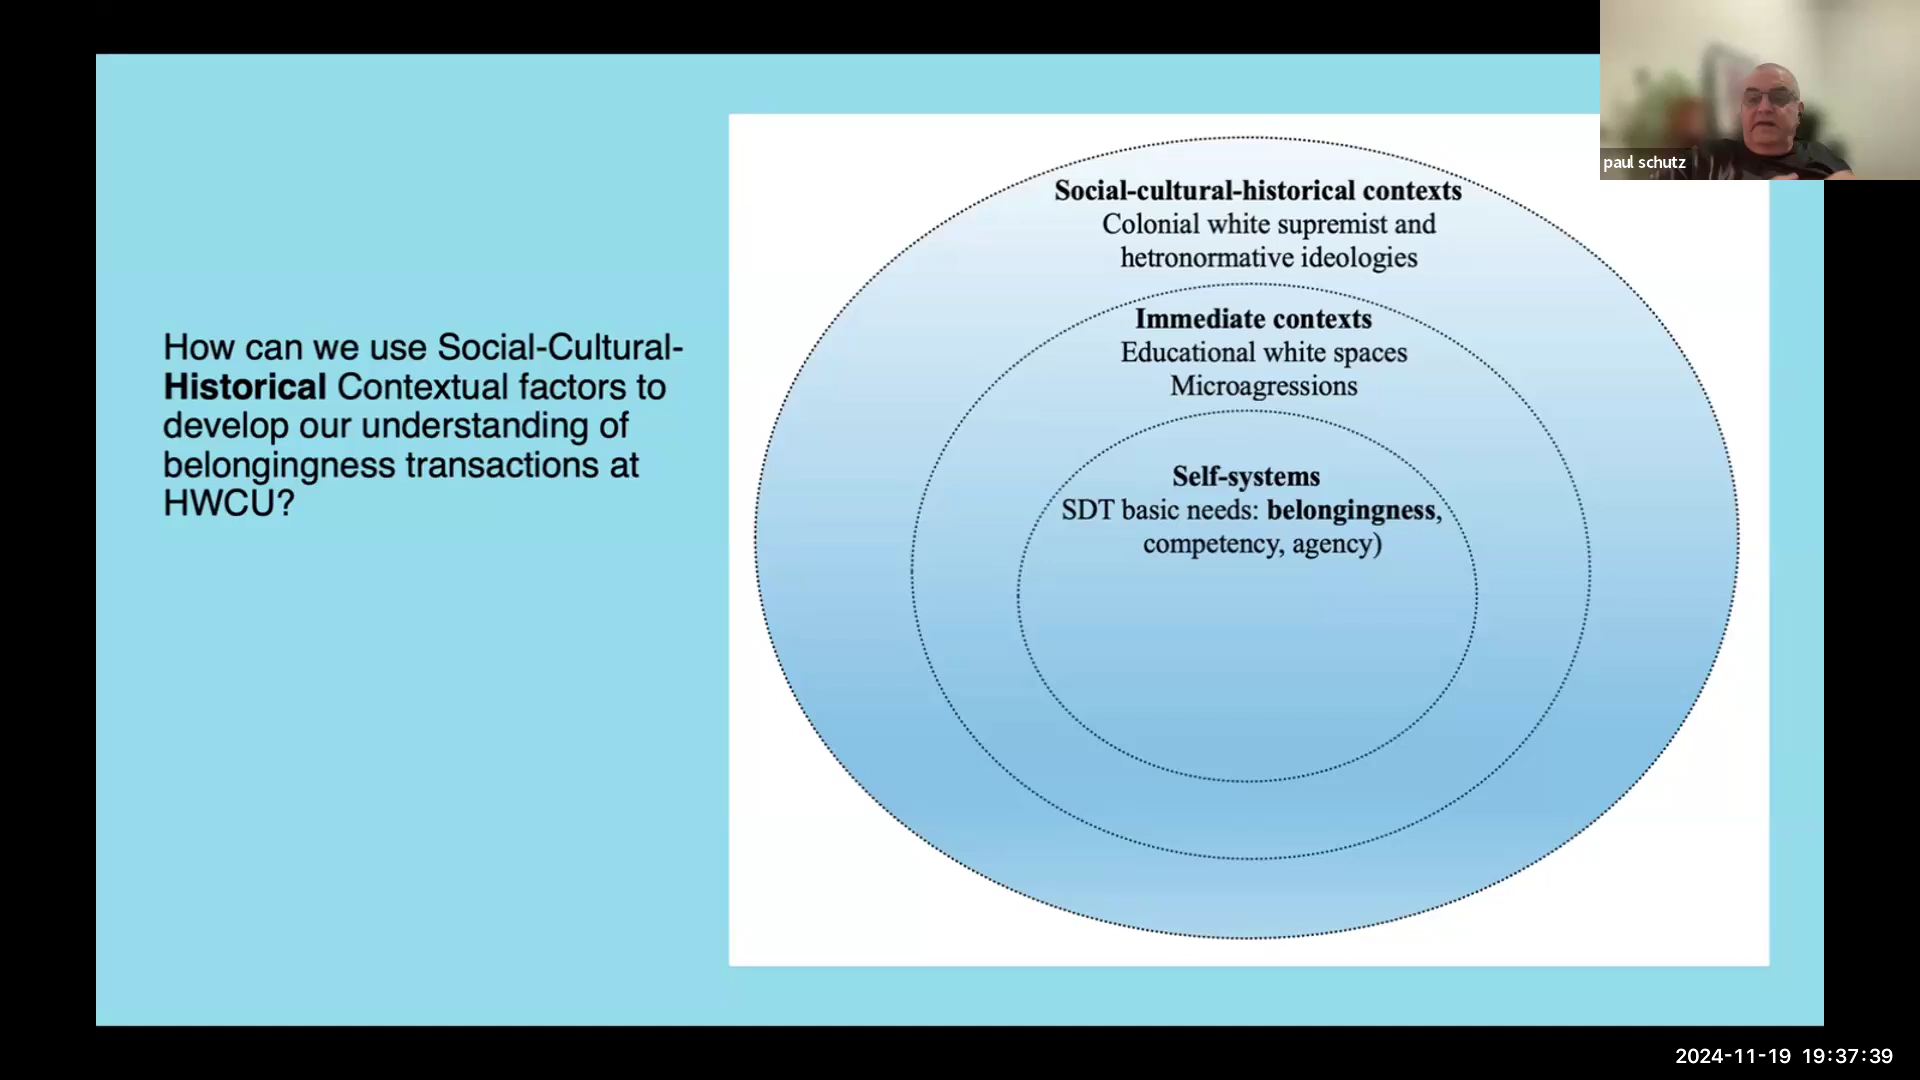 How can we use Social-Cultural-
Historical Contextual factors to
develop our understanding of
belongingness transactions at
HWCU?
Social-cultural-historical contexts
Colonial white supremist and
hetronormative ideologies
Immediate contexts
Educational white spaces
Microagressions
Self-systems
SDT basic needs: belongingness,
competency, agency)
paul schutz
2024-11-19 19:37:39